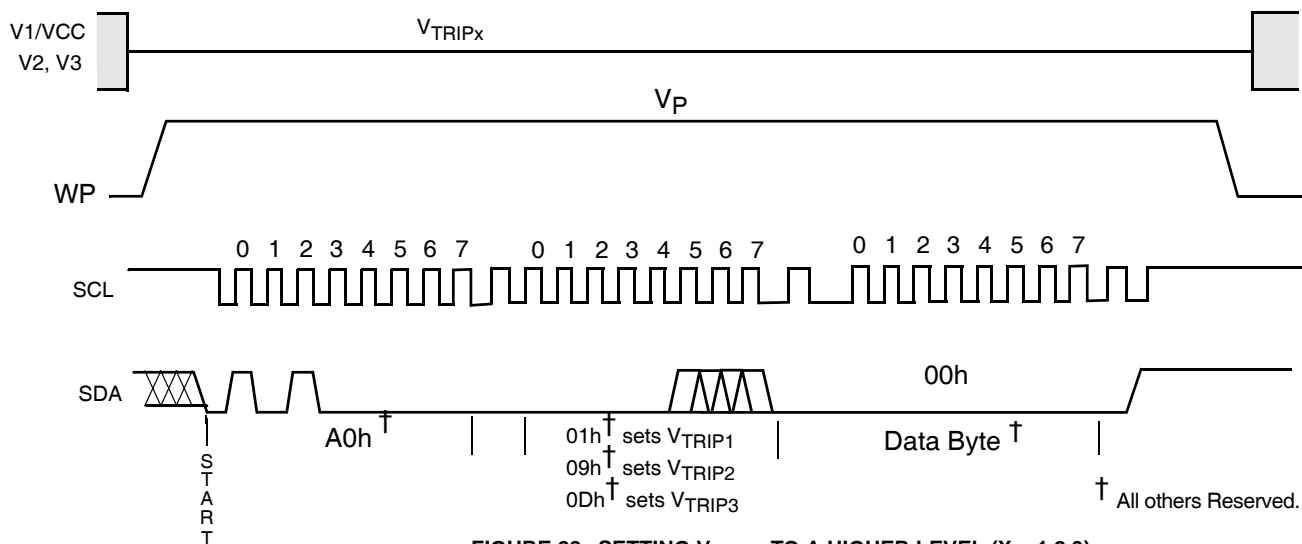 V1/VCC
V2, V3
VTRIPx
VP
WP
0 1 2 3 4 5 6 7 0 1 2 3 4 5 6 7 0 1 2 3 4 5 6 7
SCL
SDA
00h
A0h †
01h† sets VTRIP1
09h† sets VTRIP2
0Dh† sets VTRIP3
Data Byte †
START
† All others Reserved.